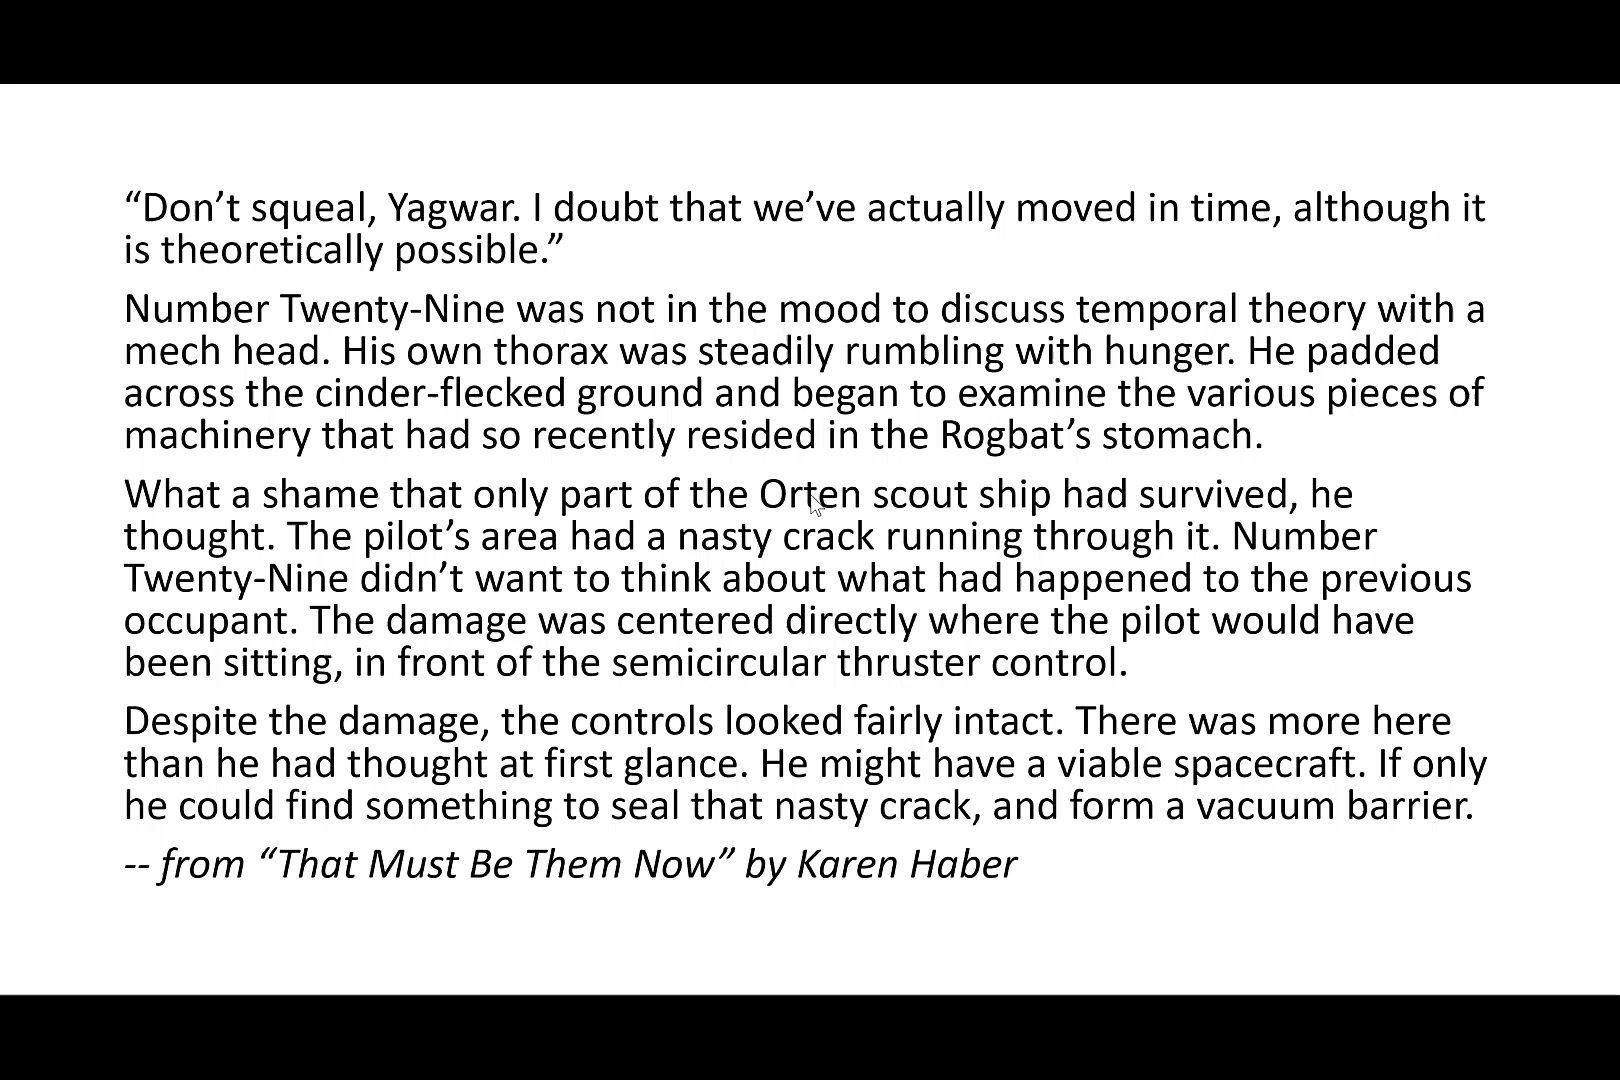 “Don’t squeal, Yagwar. I doubt that we’ve actually moved in time, although it
is theoretically possible.”
Number Twenty-Nine was not in the mood to discuss temporal theory with a
mech head. His own thorax was steadily rumbling with hunger. He padded
across the cinder-flecked ground and began to examine the various pieces of
machinery that had so recently resided in the Rogbat’s stomach.
What a shame that only part of the Orten scout ship had survived, he
thought. The pilot’s area had a nasty crack running through it. Number
Twenty-Nine didn’t want to think about what had happened to the previous
occupant. The damage was centered directly where the pilot would have
been sitting, in front of the semicircular thruster control.
Despite the damage, the controls looked fairly intact. There was more here
than he had thought at first glance. He might have a viable spacecraft. If only
he could find something to seal that nasty crack, and form a vacuum barrier.
-- from “That Must Be Them Now” by Karen Haber